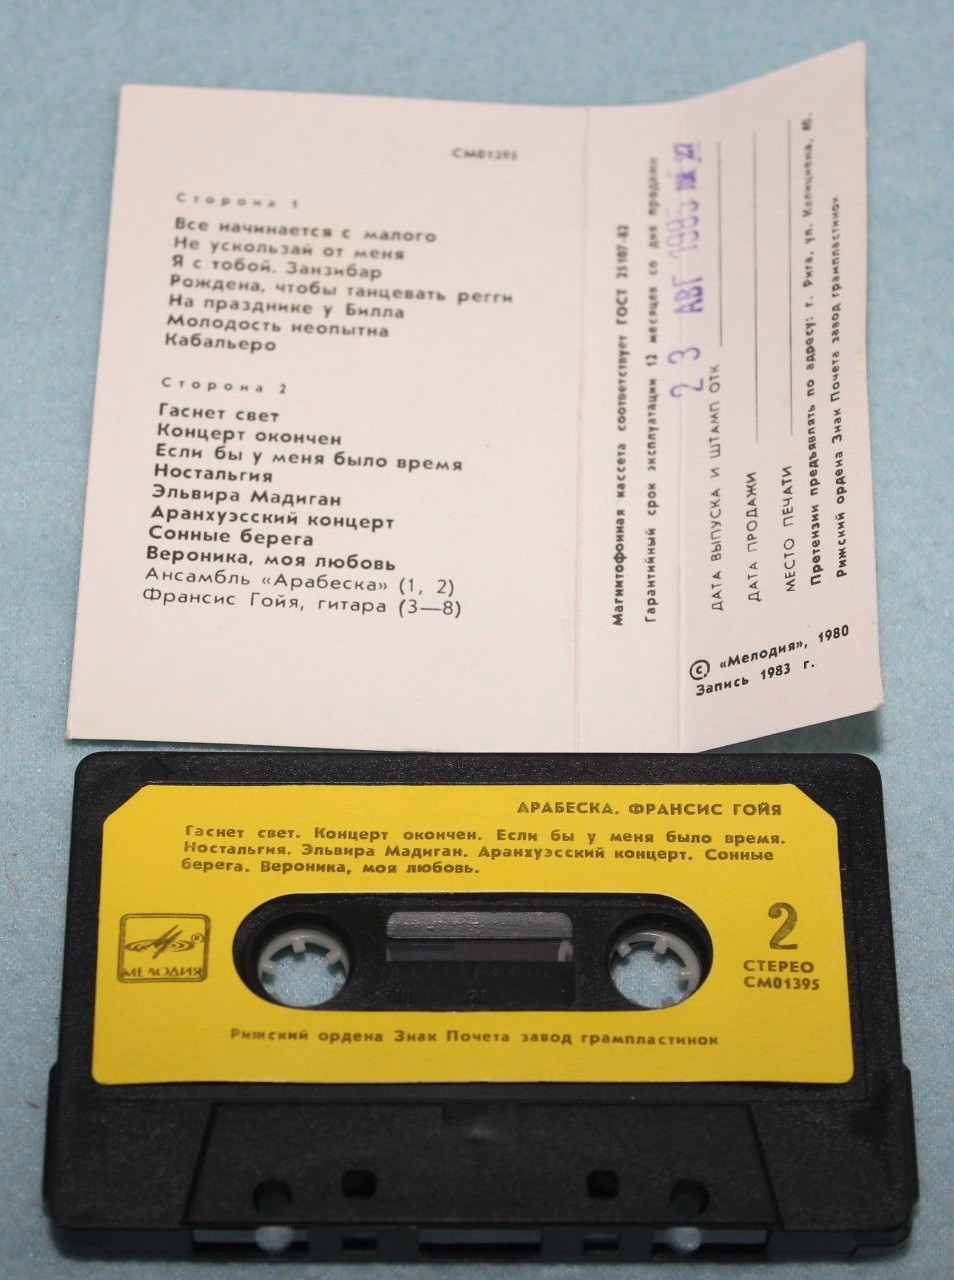 СМ01395
Сторона 1
Все начинается с малого
Не ускользай от меня
Я с тобой. Занзибар
Рождена, чтобы танцевать регги
На празднике у Билла
Молодость неопытна
Кабальеро
Сторона 2
Гаснет свет
Концерт окончен
Если бы у меня было время
Ностальгия
Эльвира Мадиган
Аранхуэсский концерт
Сонные берега
Вероника, моя любовь
Ансамбль «Арабеска» (1, 2)
Франсис Гойя, гитара (3—8)
Магнитофонная кассета соответствует ГОСТ 25107-82
Гарантийный срок эксплуатации 12 месяцев со дня продажи
23 АВГ 1985
ДАТА ВЫПУСКА И ШТАМП ОТК
ДАТА ПРОДАЖИ
МЕСТО ПЕЧАТИ
Претензии предъявлять по адресу: г. Рига, ул. Калнциема, 40.
Рижский ордена Знак Почета завод грампластинок
© «Мелодия», 1980
Запись 1983 г.
АРАБЕСКА. ФРАНСИС ГОЙЯ
Гаснет свет. Концерт окончен. Если бы у меня было время.
Ностальгия. Эльвира Мадиган. Аранхуэсский концерт. Сонные
берега. Вероника, моя любовь.
МЕЛОДИЯ
2
СТЕРЕО
СМ01395
Рижский ордена Знак Почета завод грампластинок